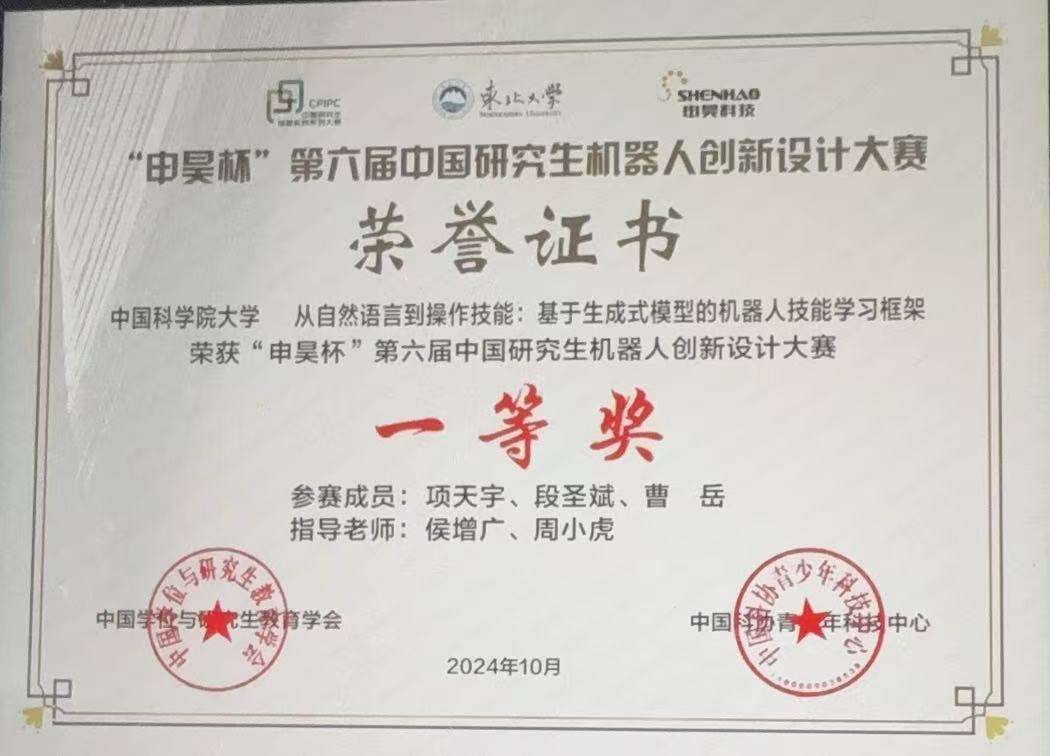 CPIPC
中国研究生
创新实践系列大赛
东北大学
NORTHEASTERN UNIVERSITY
SHENHAO
申昊科技
“申昊杯”第六届中国研究生机器人创新设计大赛
荣誉证书
中国科学院大学 从自然语言到操作技能：基于生成式模型的机器人技能学习框架
荣获“申昊杯”第六届中国研究生机器人创新设计大赛
一等奖
参赛成员：项天宇、段圣斌、曹 岳
指导老师：侯增广、周小虎
中国学位与研究生教育学会
中国学位与研究生教育学会
中国科协青少年科技中心
中国科协青少年科技中心
2024年10月